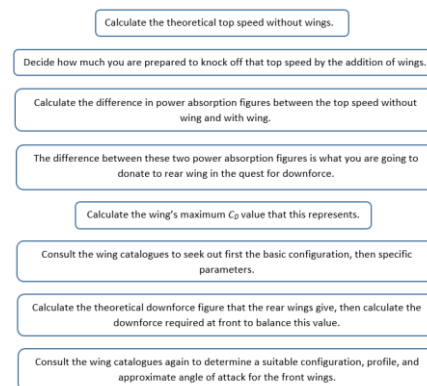 Calculate the theoretical top speed without wings.
Decide how much you are prepared to knock off that top speed by the addition of wings.
Calculate the difference in power absorption figures between the top speed without
wing and with wing.
The difference between these two power absorption figures is what you are going to
donate to rear wing in the quest for downforce.
Calculate the wing's maximum C_D value that this represents.
Consult the wing catalogues to seek out first the basic configuration, then specific
parameters.
Calculate the theoretical downforce figure that the rear wings give, then calculate the
downforce required at front to balance this value.
Consult the wing catalogues again to determine a suitable configuration, profile, and
approximate angle of attack for the front wings.